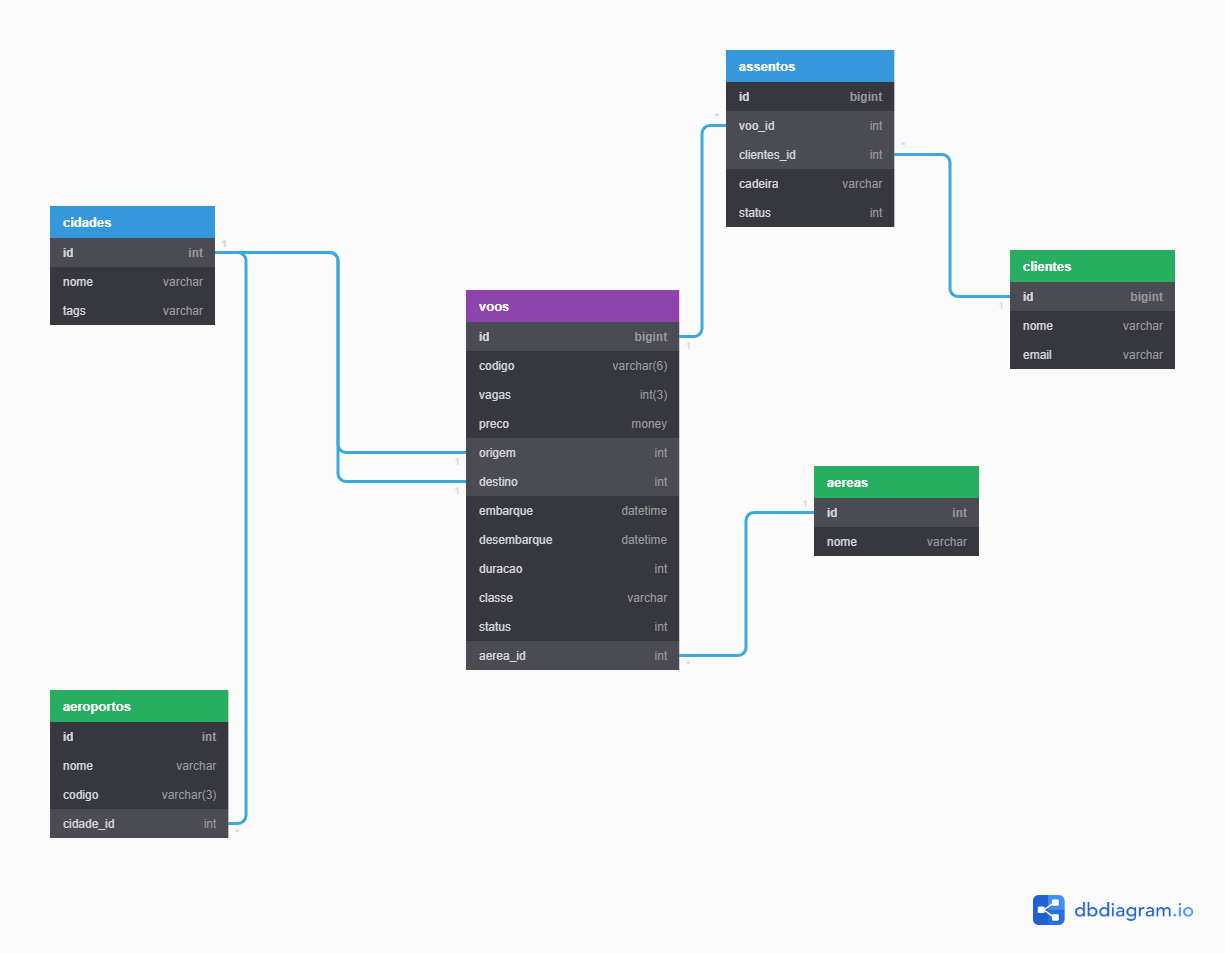 assentos
id bigint
voo_id int
clientes_id int
cadeira varchar
status int
cidades
id int
nome varchar
tags varchar
clientes
id bigint
nome varchar
email varchar
voos
id bigint
codigo varchar(6)
vagas int(3)
preco money
origem int
destino int
embarque datetime
desembarque datetime
duracao int
classe varchar
status int
aerea_id int
aereas
id int
nome varchar
aeroportos
id int
nome varchar
codigo varchar(3)
cidade_id int
*
1
*
1
1
1
1
1
*
*
dbdiagram.io